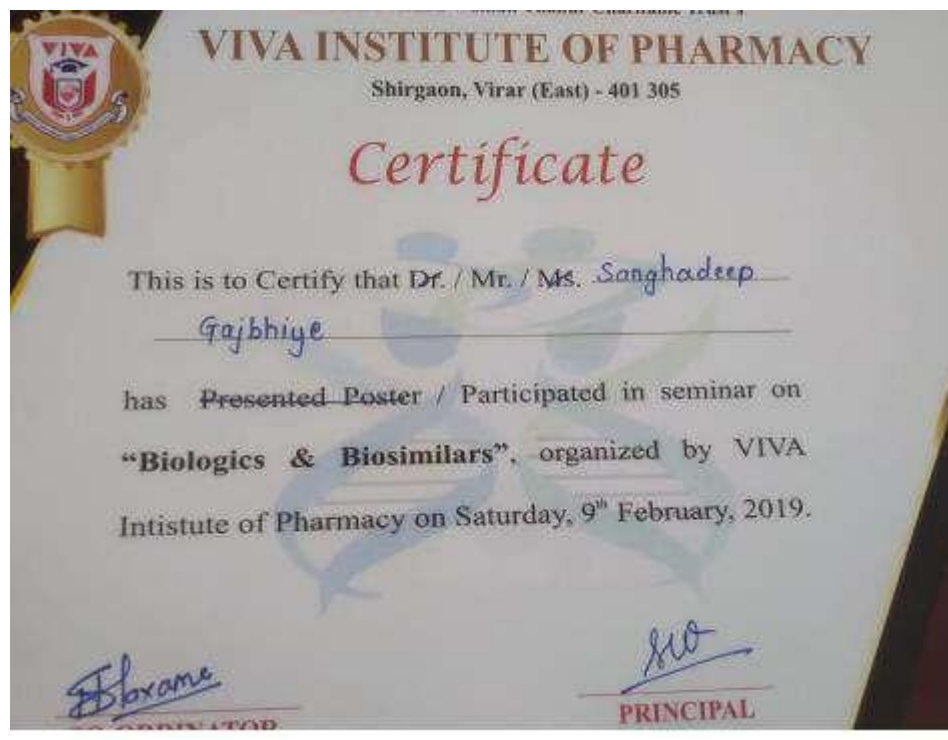 VIVA
VIVA INSTITUTE OF PHARMACY
Shirgaon, Virar (East) - 401 305
Certificate
This is to Certify that Dr. / Mr. / Ms. Sanghadeep
Gajbhiye
has Presented Poster / Participated in seminar on
“Biologics & Biosimilars”, organized by VIVA
Intistute of Pharmacy on Saturday, 9th February, 2019.
PRINCIPAL